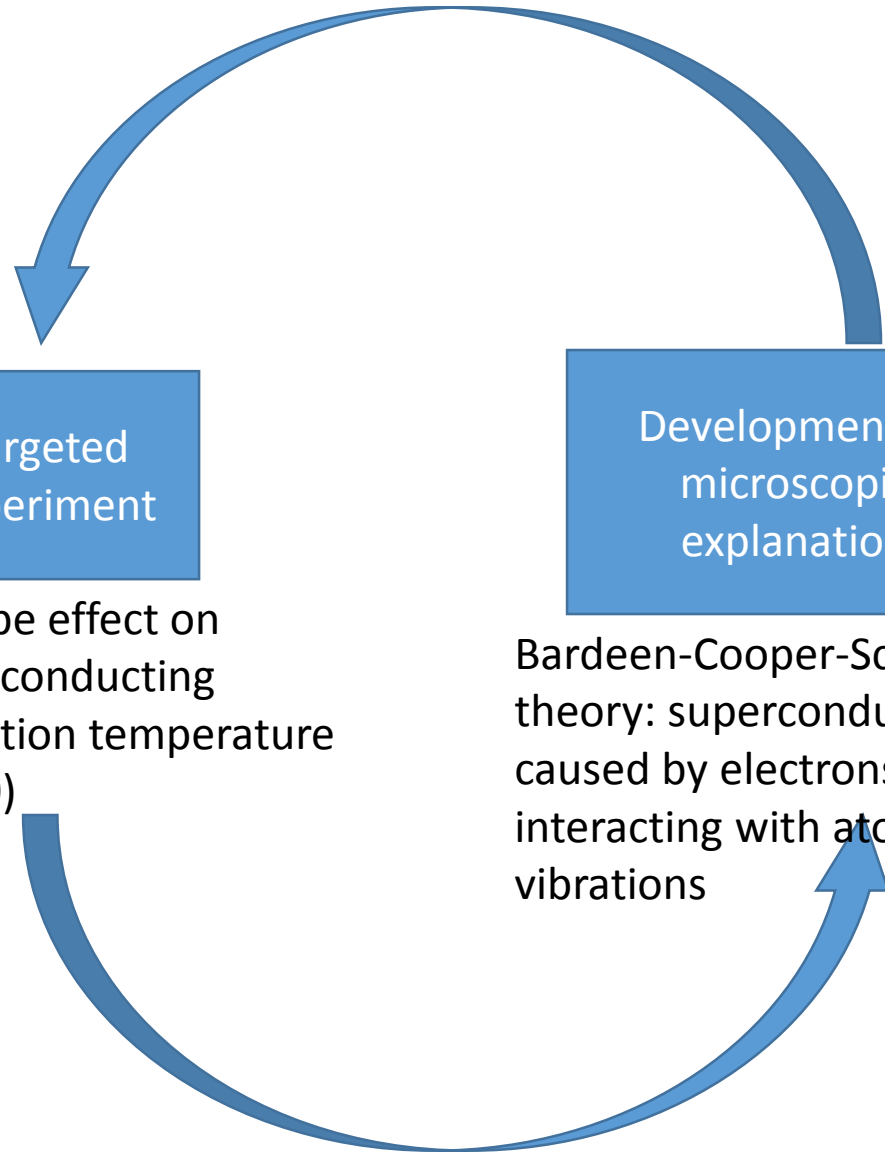 rgeted
eriment
pe effect on
conducting
tion temperature
)
Developmen
microscopi
explanatio
Bardeen-Cooper-Sc
theory: supercondu
caused by electrons
interacting with ato
vibrations